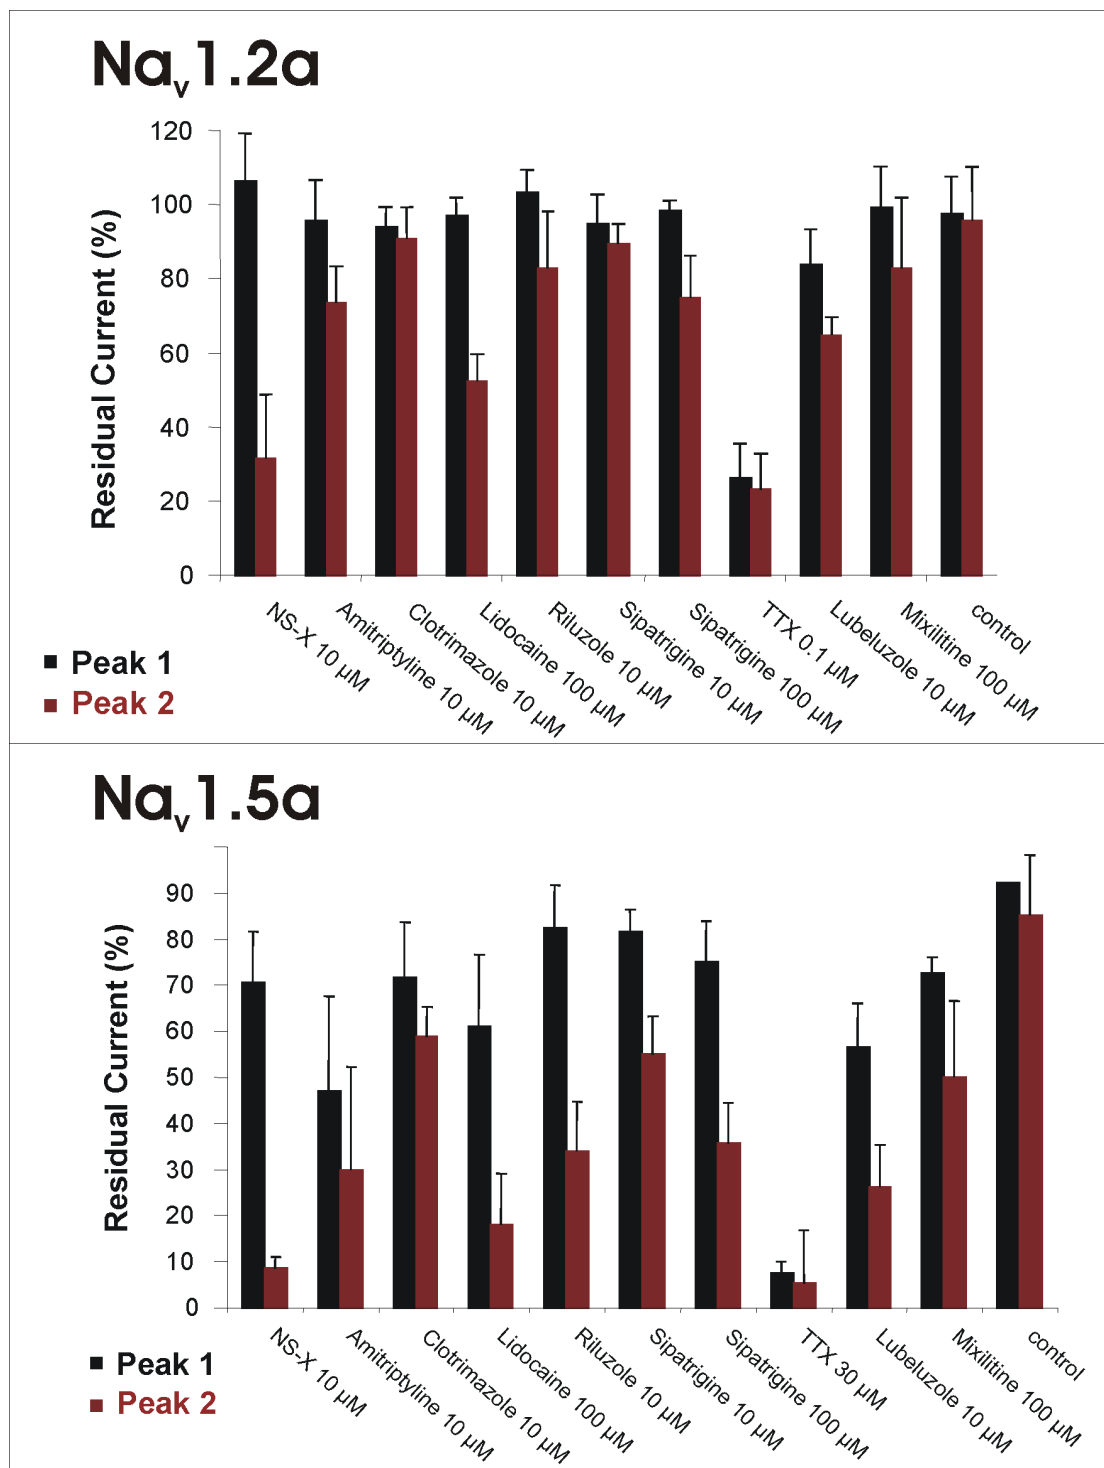 Nav1.2a
Residual Current (%)
120
100
80
60
40
20
0
NS-X 10 µM
Amitriptyline 10 µM
Clotrimazole 10 µM
Lidocaine 100 µM
Riluzole 10 µM
Sipatrigine 10 µM
Sipatrigine 100 µM
TTX 0.1 µM
Lubeluzole 10 µM
Mixilitine 100 µM
control
Peak 1
Peak 2
Nav1.5a
Residual Current (%)
90
80
70
60
50
40
30
20
10
0
NS-X 10 µM
Amitriptyline 10 µM
Clotrimazole 10 µM
Lidocaine 100 µM
Riluzole 10 µM
Sipatrigine 10 µM
Sipatrigine 100 µM
TTX 30 µM
Lubeluzole 10 µM
Mixilitine 100 µM
control
Peak 1
Peak 2